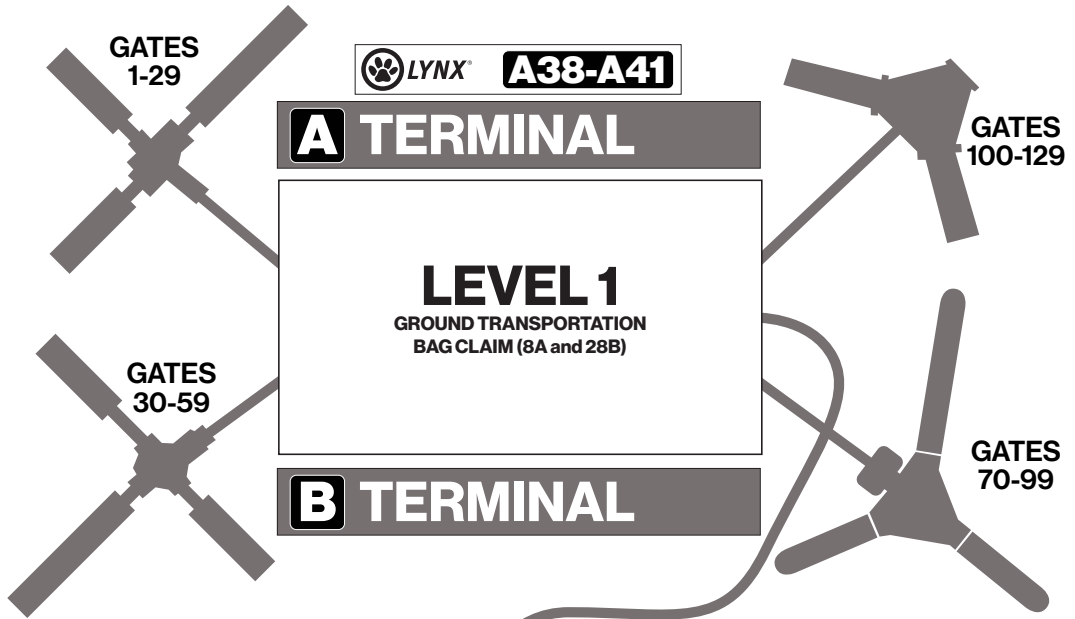 GATES
1-29
LYNX® A38-A41
A TERMINAL
GATES
100-129
LEVEL 1
GROUND TRANSPORTATION
BAG CLAIM (8A and 28B)
GATES
30-59
GATES
70-99
B TERMINAL